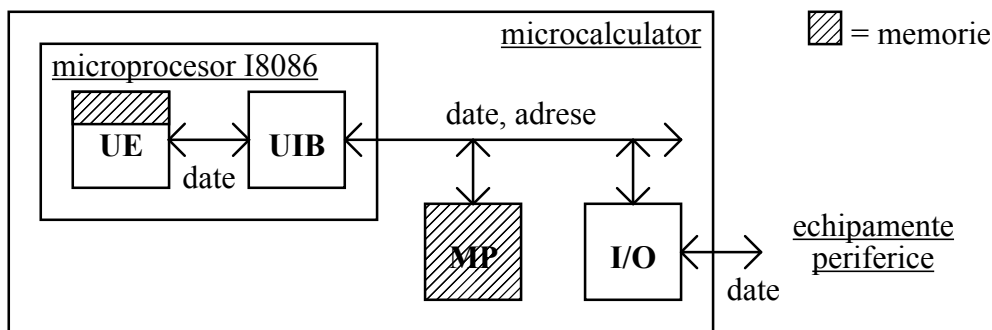 microcalculator
= memorie
microprocesor I8086
date, adrese
UE
UIB
date
MP
I/O
echipamente
periferice
date